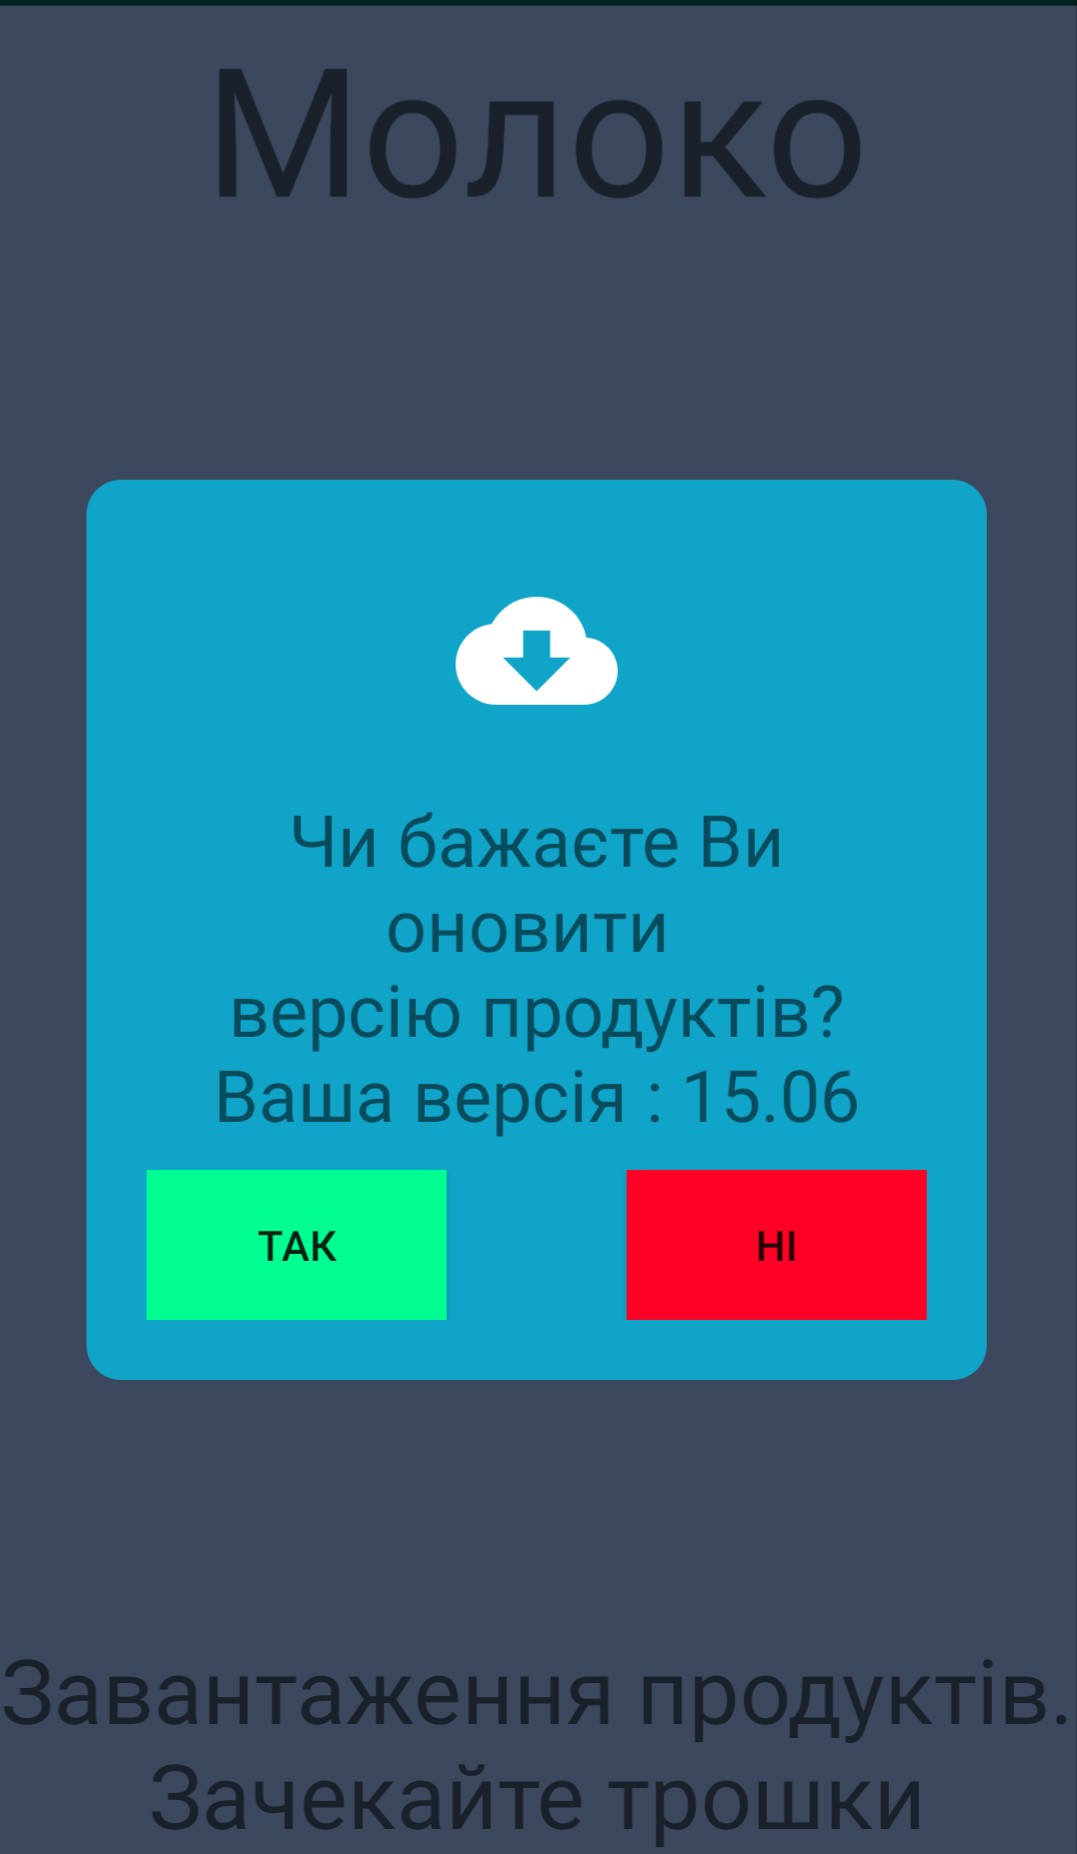 Молоко
Чи бажаєте Ви
оновити
версію продуктів?
Ваша версія : 15.06
ТАК
НІ
Завантаження продуктів.
Зачекайте трошки